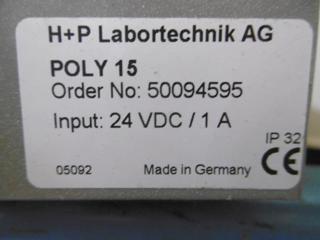 H+P Labortechnik AG
POLY 15
Order No: 50094595
Input: 24 VDC / 1 A
IP 32
05092 Made in Germany CE